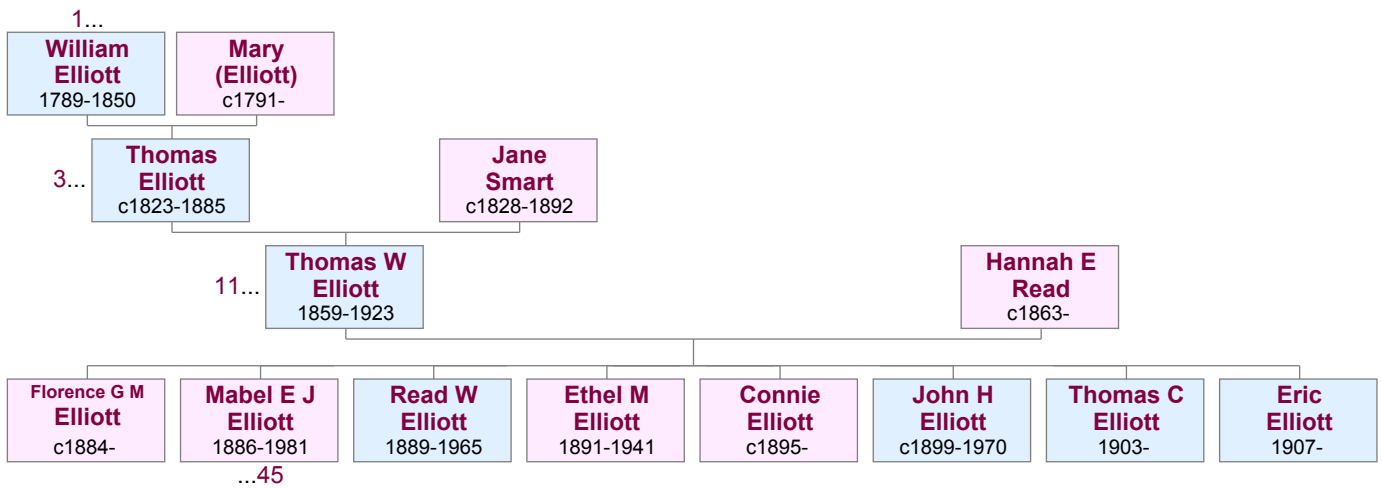 1...
William
Elliott
1789-1850
Mary
(Elliott)
c1791-
3...
Thomas
Elliott
c1823-1885
Jane
Smart
c1828-1892
11...
Thomas W
Elliott
1859-1923
Hannah E
Read
c1863-
Florence G M
Elliott
c1884-
Mabel E J
Elliott
1886-1981
Read W
Elliott
1889-1965
Ethel M
Elliott
1891-1941
Connie
Elliott
c1895-
John H
Elliott
c1899-1970
Thomas C
Elliott
1903-
Eric
Elliott
1907-
...45